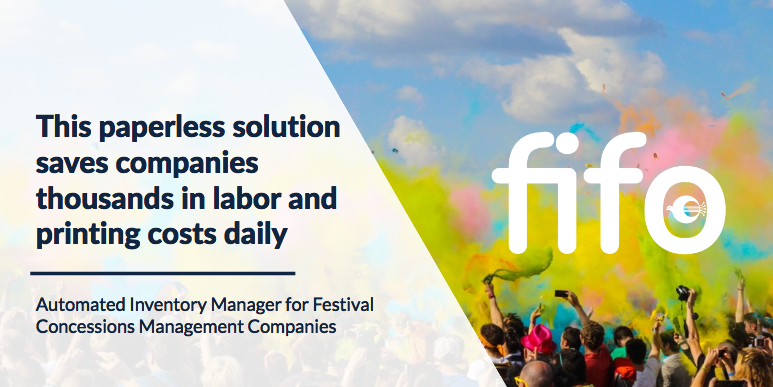 This paperless solution
saves companies
thousands in labor and
printing costs daily
fifo
Automated Inventory Manager for Festival
Concessions Management Companies